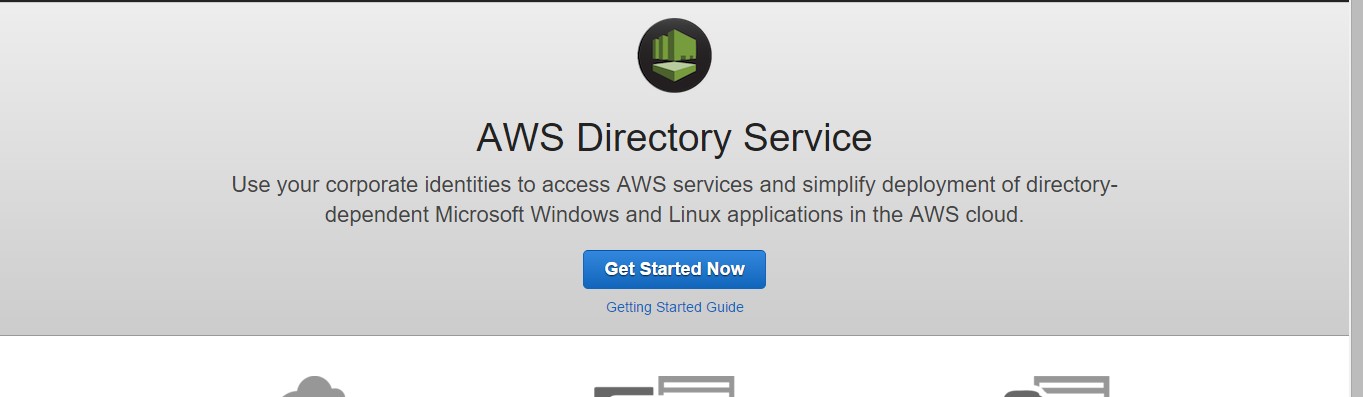 AWS Directory Service
Use your corporate identities to access AWS services and simplify deployment of directory-
dependent Microsoft Windows and Linux applications in the AWS cloud.
Get Started Now
Getting Started Guide